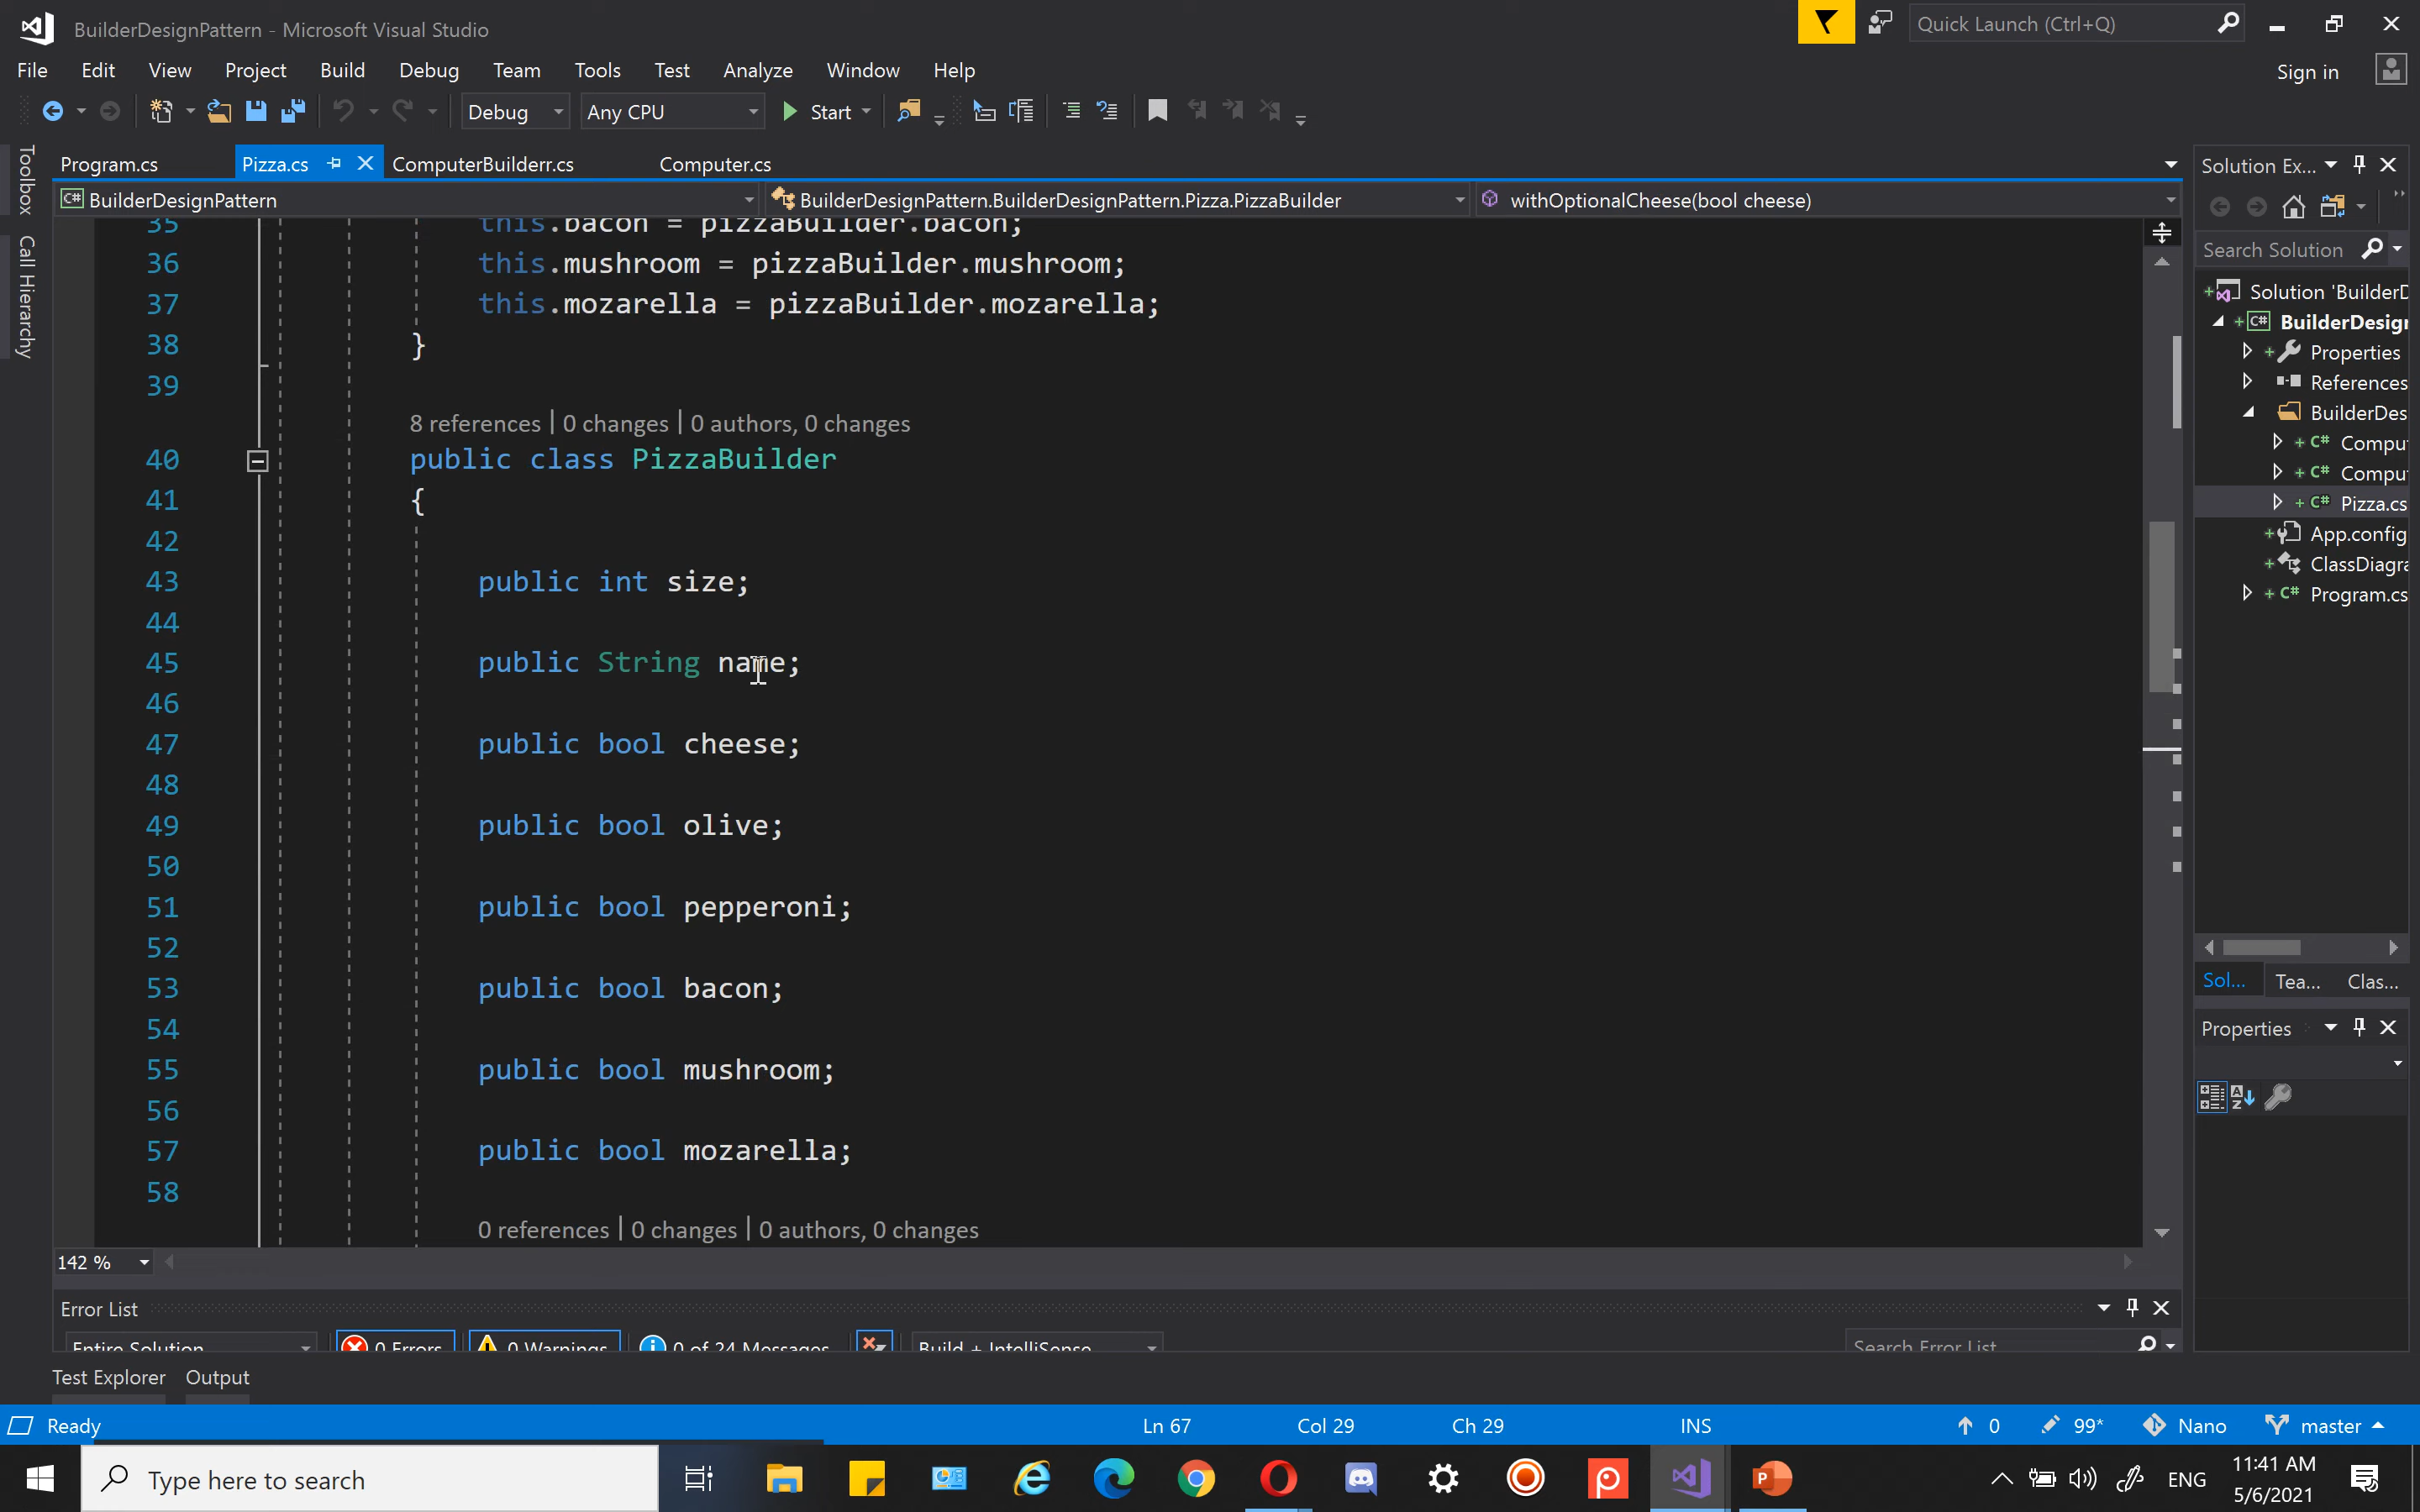 BuilderDesignPattern - Microsoft Visual Studio
Quick Launch (Ctrl+Q)
File Edit View Project Build Debug Team Tools Test Analyze Window Help
Sign in
Debug Any CPU Start
Toolbox
Call Hierarchy
Program.cs Pizza.cs ComputerBuilderr.cs Computer.cs
C# BuilderDesignPattern BuilderDesignPattern.BuilderDesignPattern.Pizza.PizzaBuilder withOptionalCheese(bool cheese)
35 this.bacon = pizzaBuilder.bacon;
36 this.mushroom = pizzaBuilder.mushroom;
37 this.mozarella = pizzaBuilder.mozarella;
38 }
39
8 references | 0 changes | 0 authors, 0 changes
40 public class PizzaBuilder
41 {
42
43 public int size;
44
45 public String name;
46
47 public bool cheese;
48
49 public bool olive;
50
51 public bool pepperoni;
52
53 public bool bacon;
54
55 public bool mushroom;
56
57 public bool mozarella;
58
0 references | 0 changes | 0 authors, 0 changes
142 %
Solution Ex...
Search Solution
Solution 'BuilderD
C# BuilderDesign
Properties
References
BuilderDes
C# Comput
C# Comput
C# Pizza.cs
App.config
ClassDiagra
C# Program.cs
Sol... Tea... Clas...
Properties
Error List
Entire Solution 0 Errors 0 Warnings 0 of 24 Messages Build + IntelliSense Search Error List
Test Explorer Output
Ready Ln 67 Col 29 Ch 29 INS 0 99* Nano master
Type here to search
ENG
11:41 AM
5/6/2021